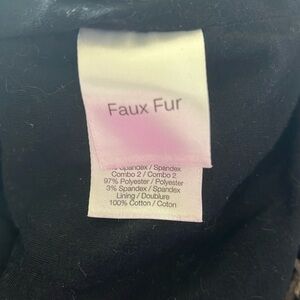 Faux Fur
Spandex / Spandex
Combo 2 / Combo 2
97% Polyester / Polyester
3% Spandex / Spandex
Lining / Doublure
100% Cotton / Coton